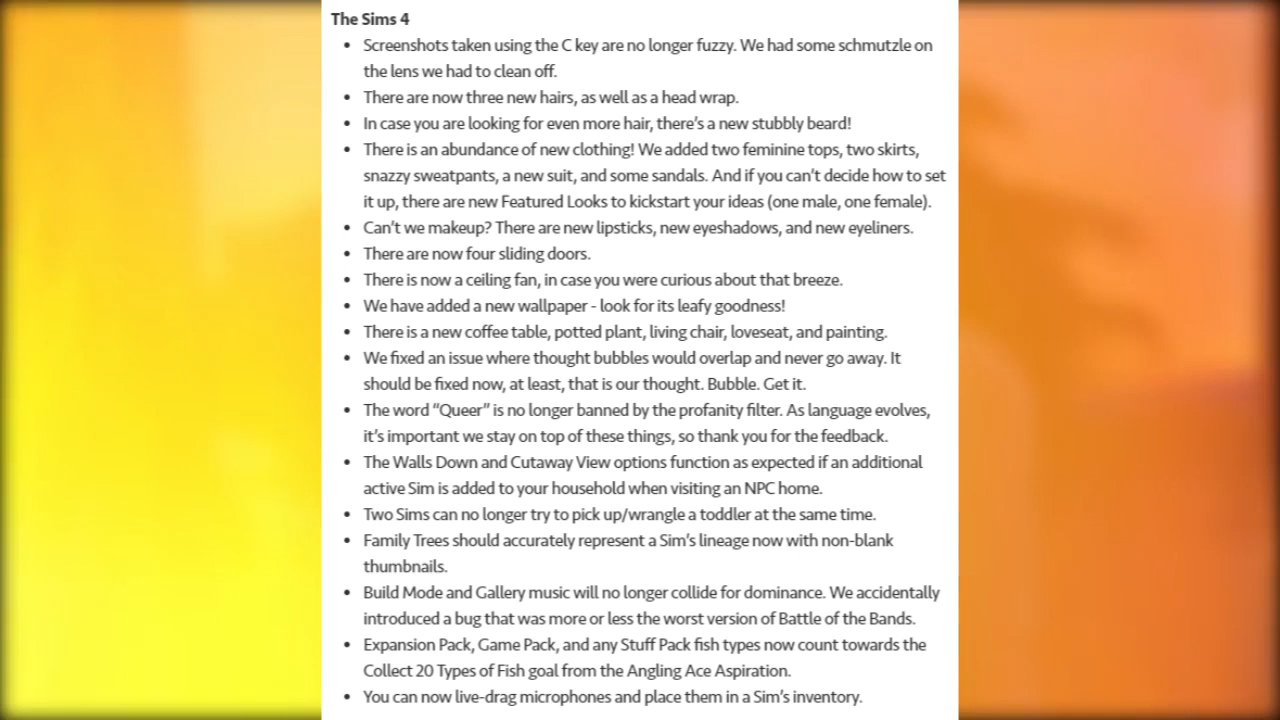 The Sims 4
• Screenshots taken using the C key are no longer fuzzy. We had some schmutzle on
the lens we had to clean off.
• There are now three new hairs, as well as a head wrap.
• In case you are looking for even more hair, there's a new stubbly beard!
• There is an abundance of new clothing! We added two feminine tops, two skirts,
snazzy sweatpants, a new suit, and some sandals. And if you can't decide how to set
it up, there are new Featured Looks to kickstart your ideas (one male, one female).
• Can't we makeup? There are new lipsticks, new eyeshadows, and new eyeliners.
• There are now four sliding doors.
• There is now a ceiling fan, in case you were curious about that breeze.
• We have added a new wallpaper - look for its leafy goodness!
• There is a new coffee table, potted plant, living chair, loveseat, and painting.
• We fixed an issue where thought bubbles would overlap and never go away. It
should be fixed now, at least, that is our thought. Bubble. Get it.
• The word “Queer” is no longer banned by the profanity filter. As language evolves,
it's important we stay on top of these things, so thank you for the feedback.
• The Walls Down and Cutaway View options function as expected if an additional
active Sim is added to your household when visiting an NPC home.
• Two Sims can no longer try to pick up/wrangle a toddler at the same time.
• Family Trees should accurately represent a Sim's lineage now with non-blank
thumbnails.
• Build Mode and Gallery music will no longer collide for dominance. We accidentally
introduced a bug that was more or less the worst version of Battle of the Bands.
• Expansion Pack, Game Pack, and any Stuff Pack fish types now count towards the
Collect 20 Types of Fish goal from the Angling Ace Aspiration.
• You can now live-drag microphones and place them in a Sim's inventory.